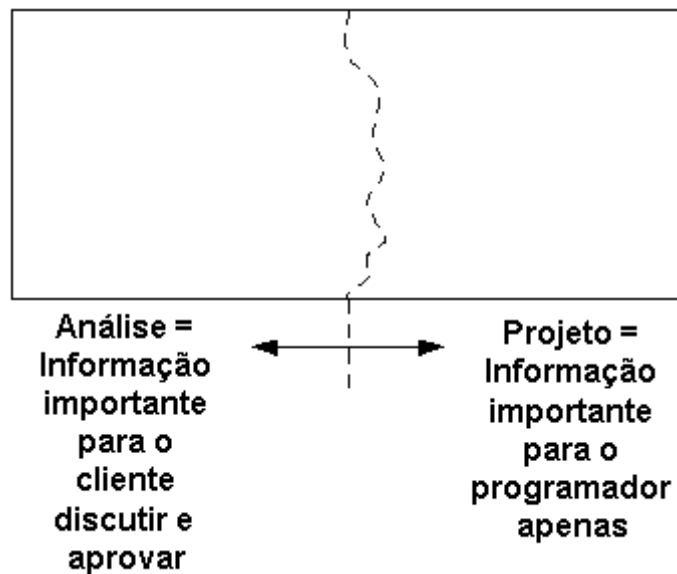 Análise =
Informação
importante
para o
cliente
discutir e
aprovar
Projeto =
Informação
importante
para o
programador
apenas